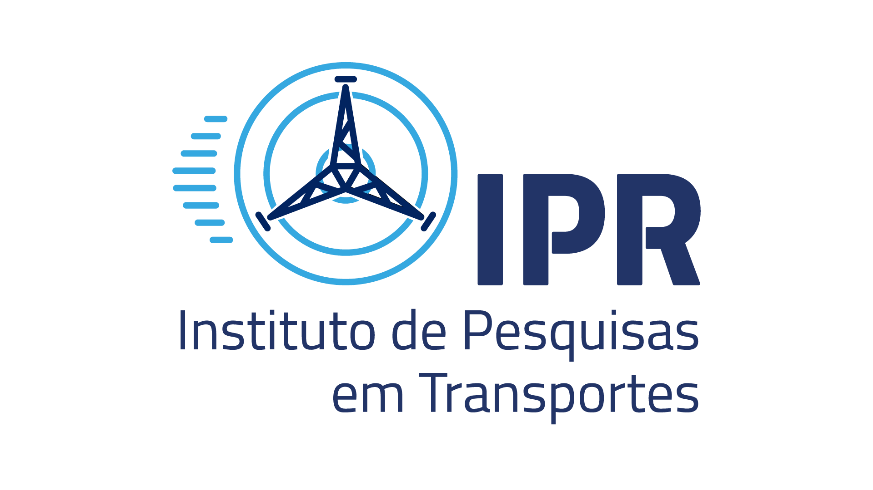 IPR
Instituto de Pesquisas
em Transportes